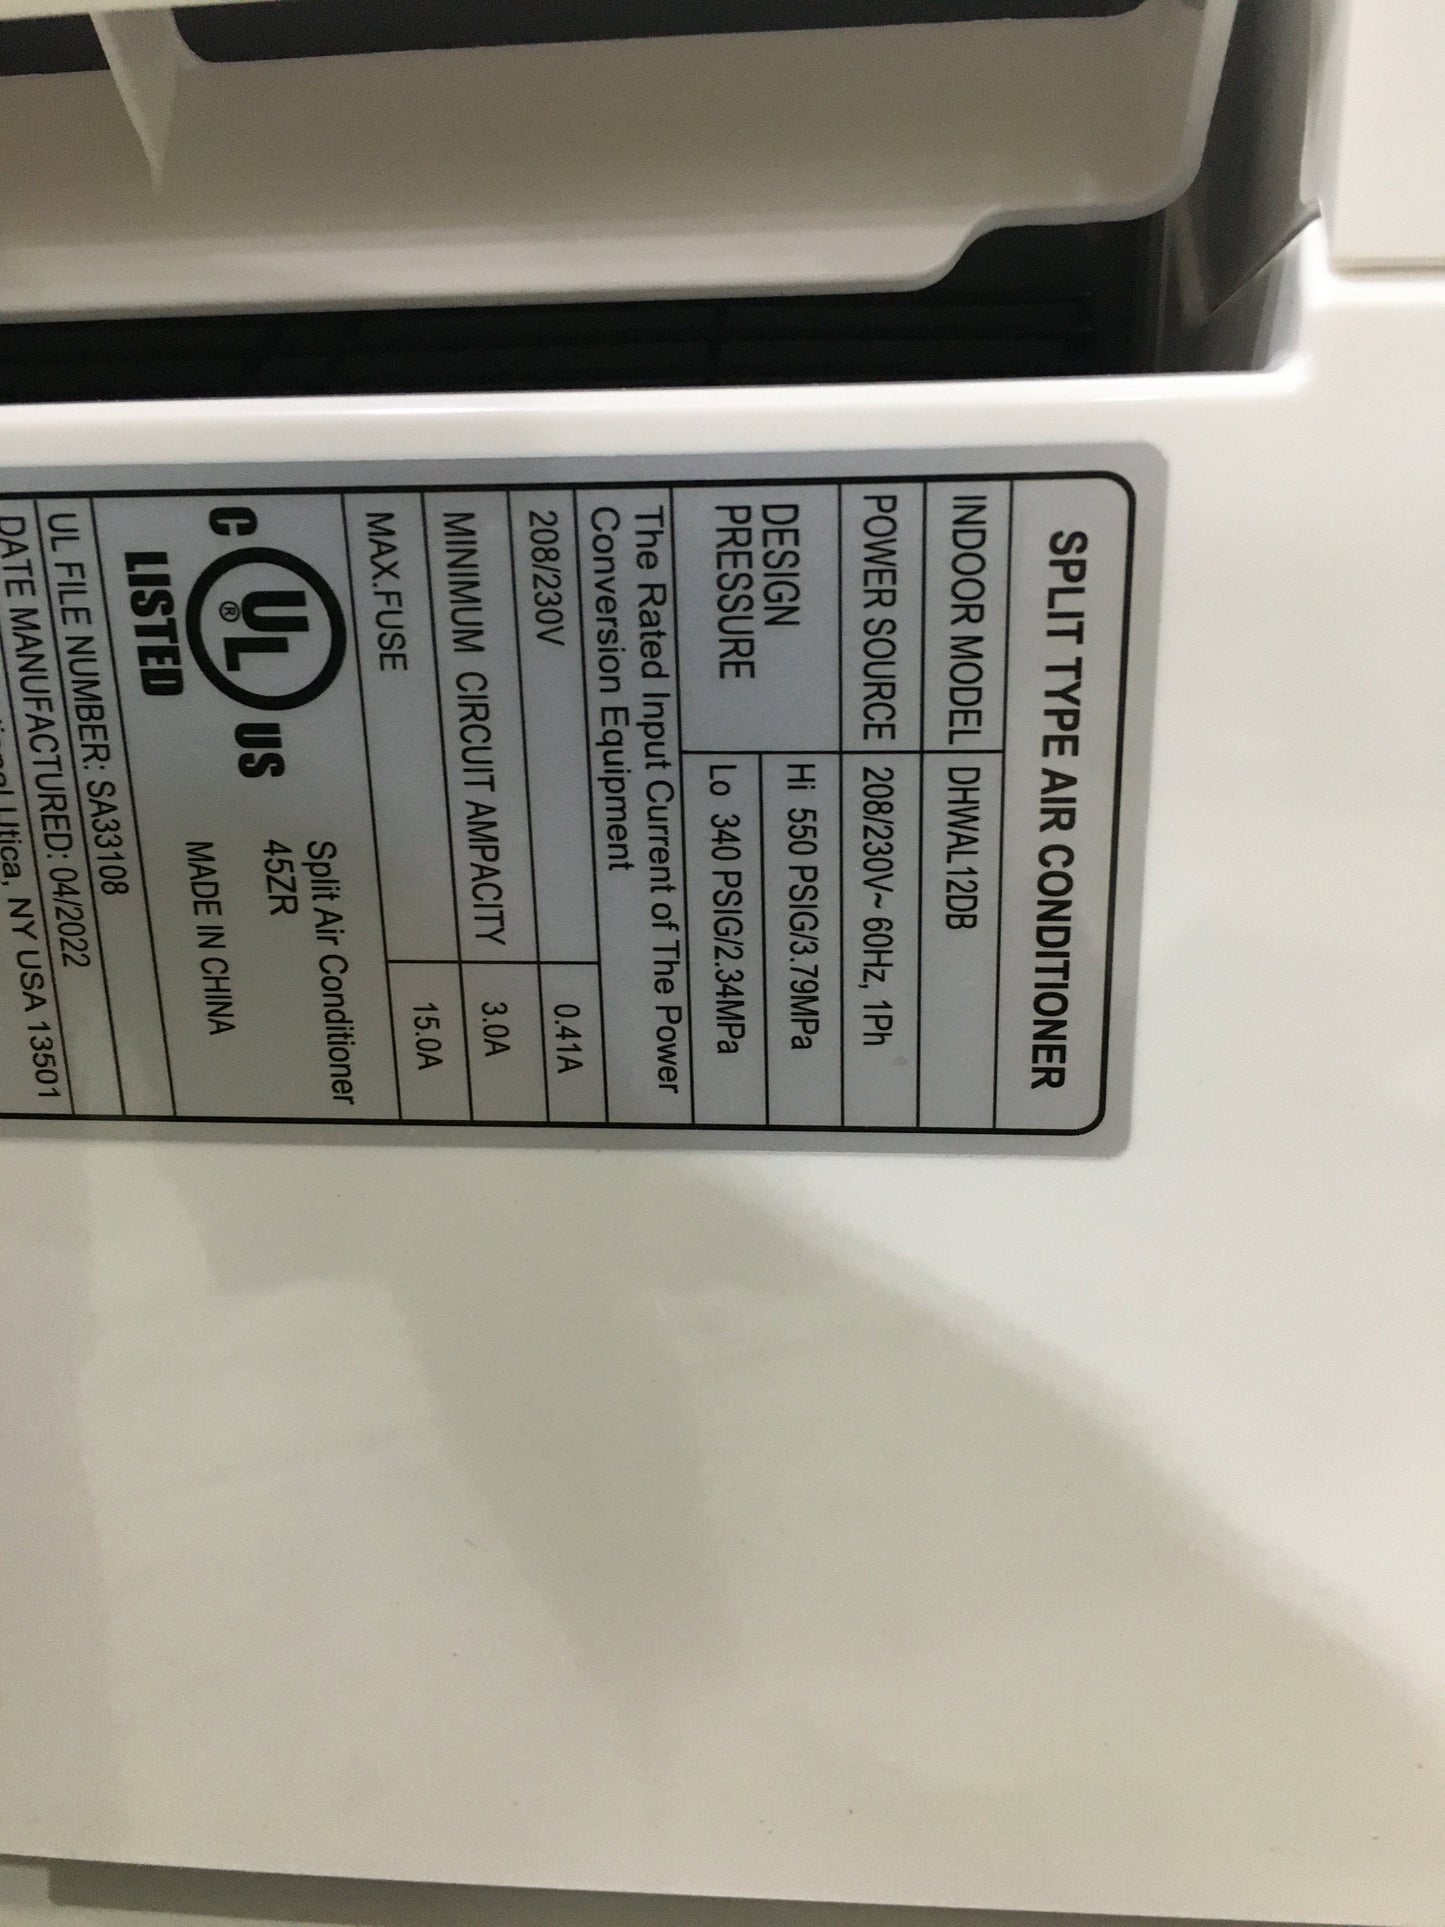 SPLIT TYPE AIR CONDITIONER
INDOOR MODEL DHWAL12DB
POWER SOURCE 208/230V~ 60Hz, 1Ph
DESIGN PRESSURE
Hi 550 PSIG/3.79MPa
Lo 340 PSIG/2.34MPa
The Rated Input Current of The Power
Conversion Equipment
208/230V 0.41A
MINIMUM CIRCUIT AMPACITY 3.0A
MAX.FUSE 15.0A
C UL ® US
LISTED
Split Air Conditioner
45ZR
MADE IN CHINA
UL FILE NUMBER: SA33108
DATE MANUFACTURED: 04/2022
Utica, NY USA 13501